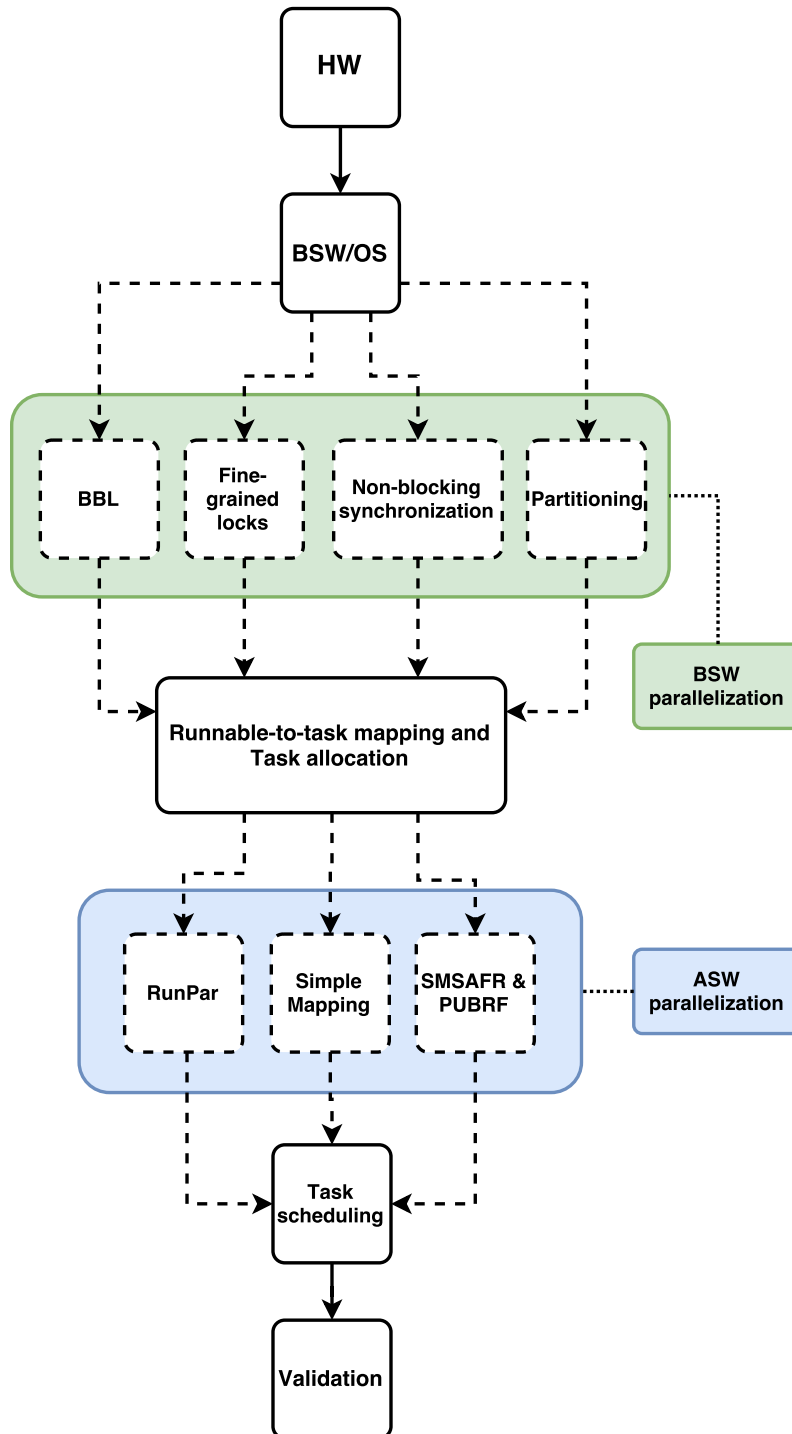 HW
BSW/OS
BBL
Fine-
grained
locks
Non-blocking
synchronization
Partitioning
BSW
parallelization
Runnable-to-task mapping and
Task allocation
RunPar
Simple
Mapping
SMSAFR &
PUBRF
ASW
parallelization
Task
scheduling
Validation